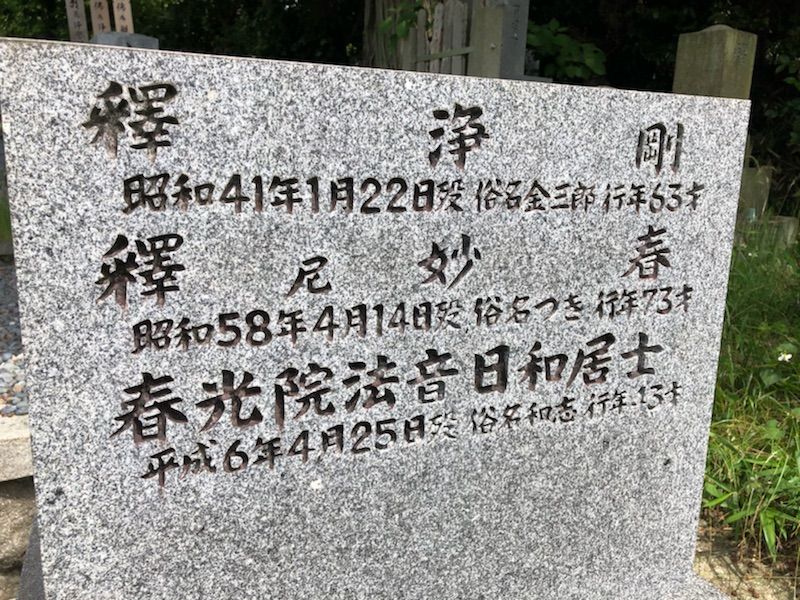 釋 浄 剛
昭和41年1月22日歿 俗名金三郎 行年63才
釋 尼 妙 春
昭和58年4月14日歿 俗名つき 行年73才
春光院法音日和居士
平成6年4月25日歿 俗名和志 行年43才